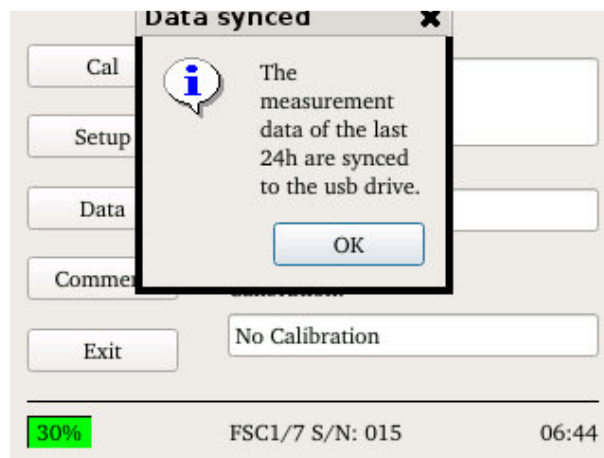 Data synced
Cal
The
measurement
data of the last
24h are synced
to the usb drive.
Setup
Data
OK
Exit
No Calibration
30%
FSC1/7 S/N: 015
06:44